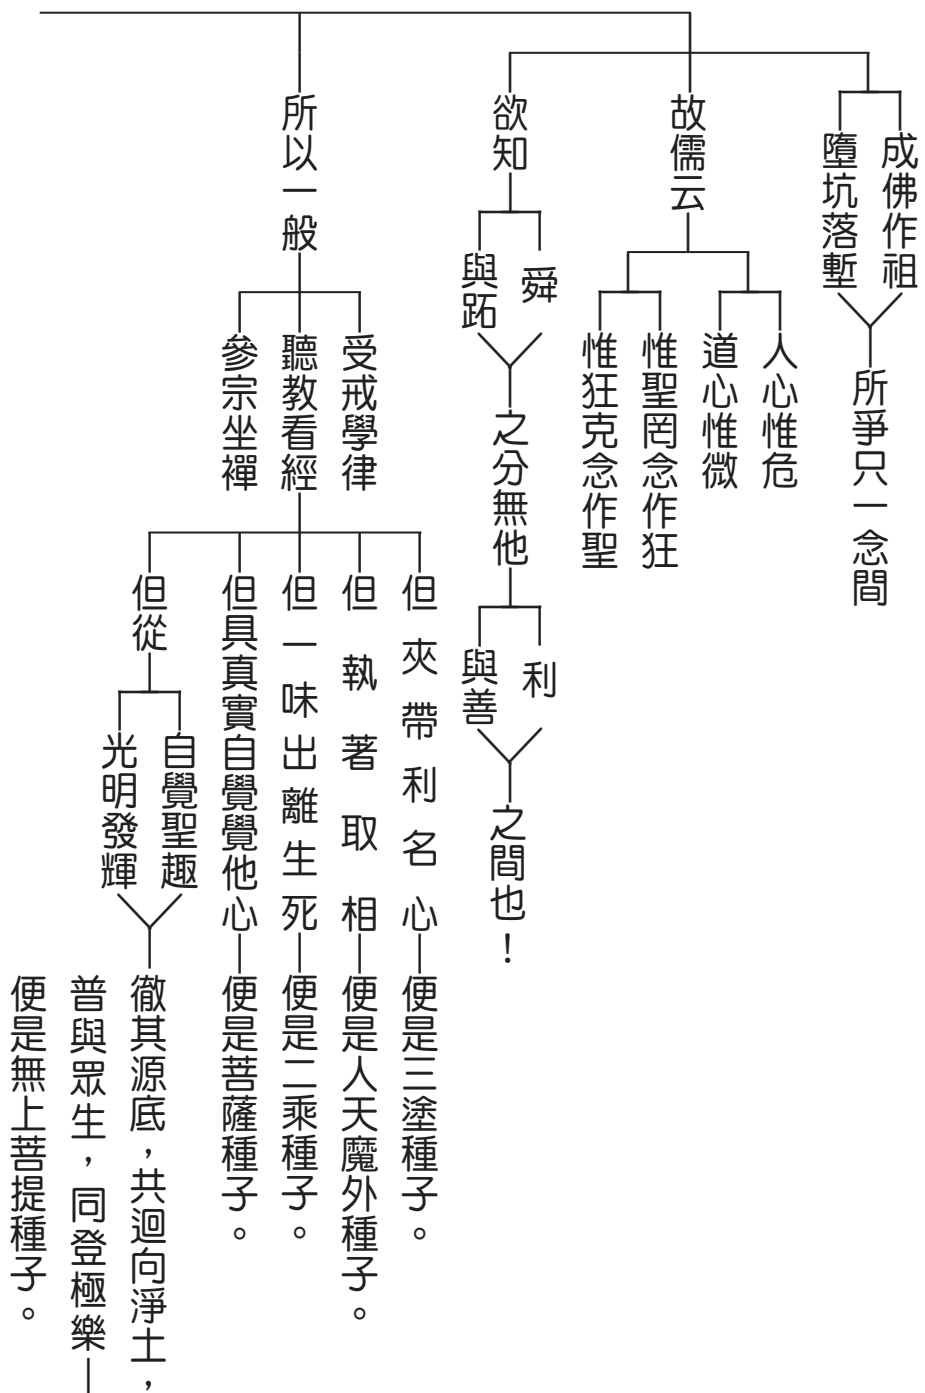 成佛作祖
墮坑落塹
所爭只一念間
故儒云
人心惟危
道心惟微
惟聖罔念作狂
惟狂克念作聖
欲知
舜
與跖
之分無他
利
與善
之間也！
所以一般
受戒學律
聽教看經
參宗坐禪
但夾帶利名心
便是三塗種子。
但執著取相
便是人天魔外種子。
但一味出離生死
便是二乘種子。
但具真實自覺覺他心
便是菩薩種子。
但從
自覺聖趣
光明發輝
徹其源底，共迴向淨土，
普與眾生，同登極樂
便是無上菩提種子。